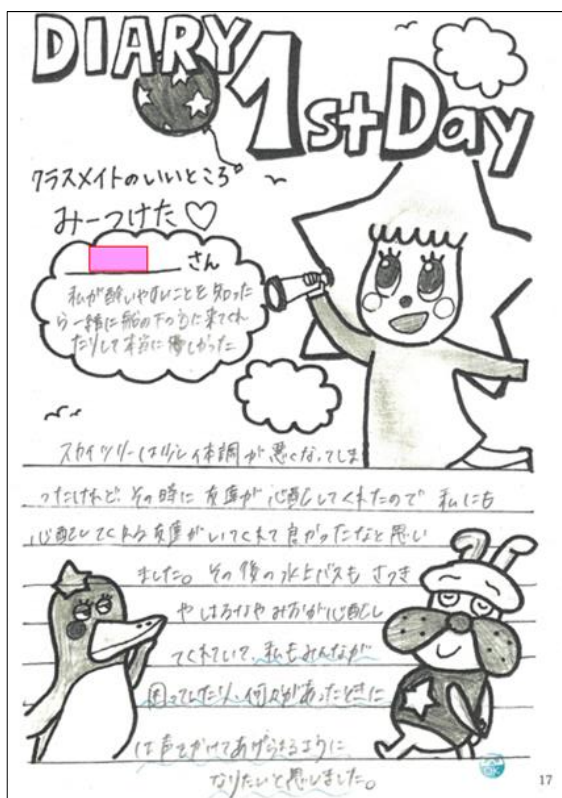 DIARY
1st Day
クラスメイトのいいところ
みーつけた♡
さん
私が酔いやすいことを知った
ら一緒に船の下の方に来てくれ
たりして本当に優しかった
スカイツリーは少し体調が悪くなってしま
ったけれど、その時に友達が心配してくれたので 私にも
心配してくれる友達がいてくれて良かったなと思い
ました。その後の水上バスも さつき
やはるなやみおが心配し
てくれていて、私もみんなが
困ってしたり、何かがあったときに
は声をかけてあげられるように
なりたいと思いました。
17